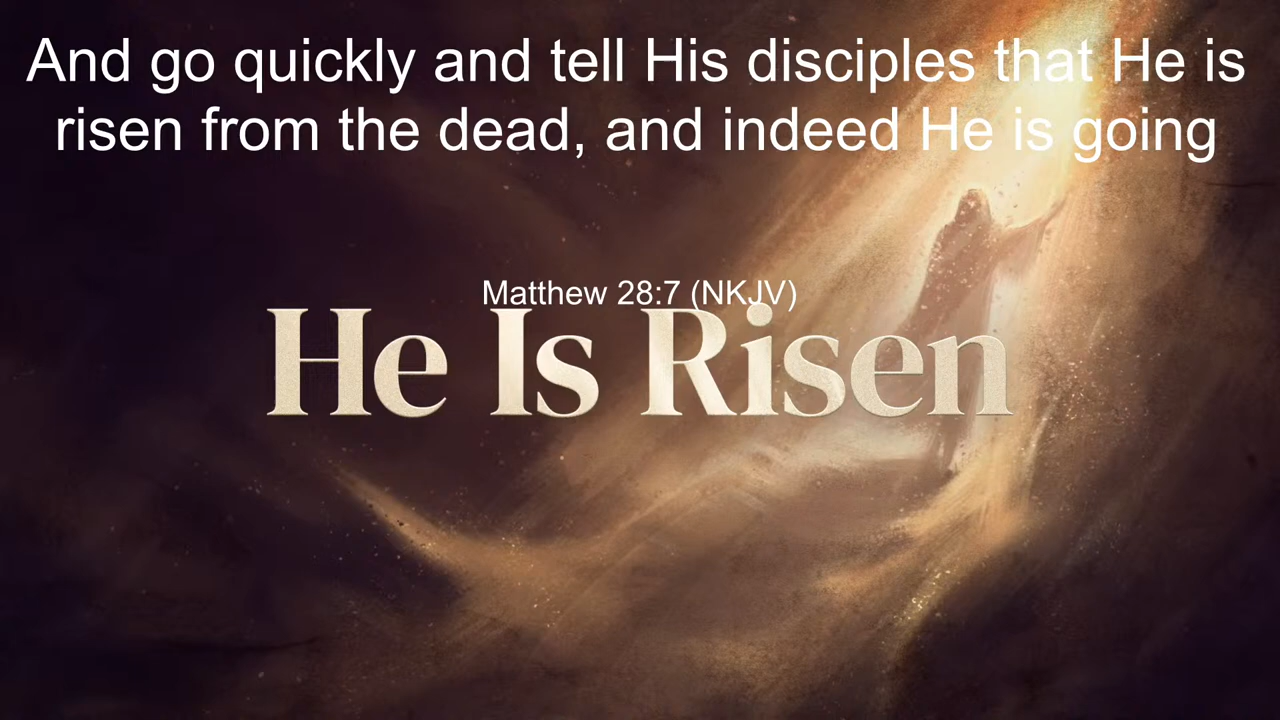 And go quickly and tell His disciples that He is
risen from the dead, and indeed He is going
Matthew 28:7 (NKJV)
He Is Risen